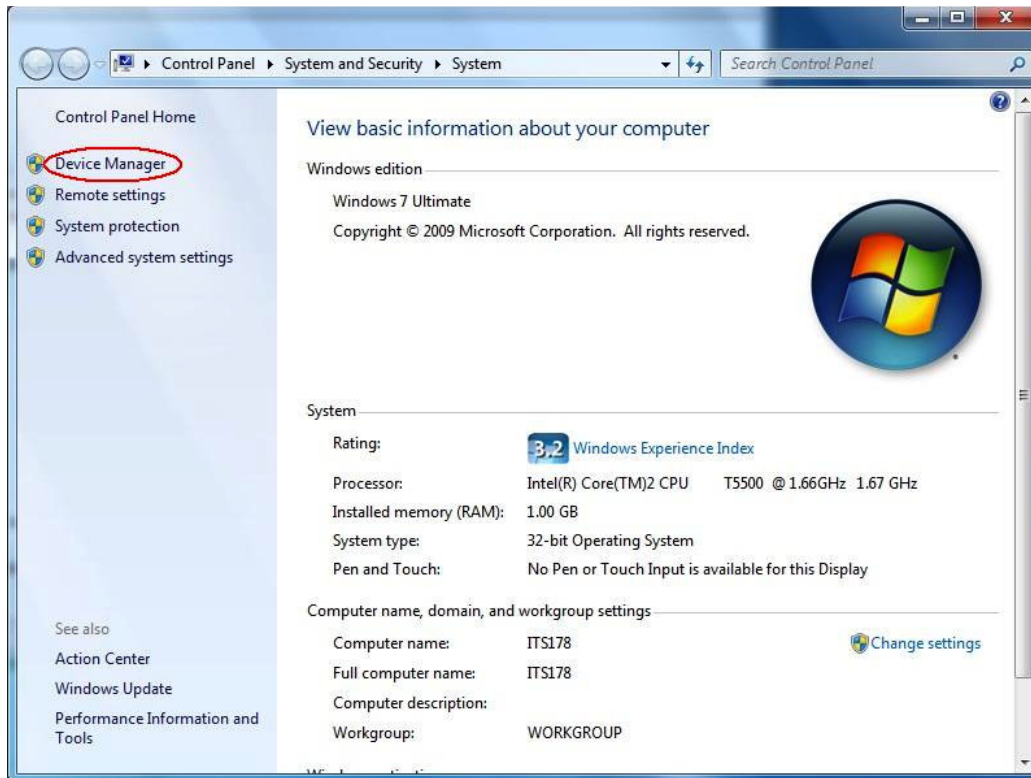 Control Panel ▸ System and Security ▸ System
Search Control Panel
Control Panel Home
Device Manager
Remote settings
System protection
Advanced system settings
See also
Action Center
Windows Update
Performance Information and
Tools
View basic information about your computer
Windows edition
Windows 7 Ultimate
Copyright © 2009 Microsoft Corporation.  All rights reserved.
System
Rating:
3.2 Windows Experience Index
Processor: Intel(R) Core(TM)2 CPU T5500 @ 1.66GHz 1.67 GHz
Installed memory (RAM): 1.00 GB
System type: 32-bit Operating System
Pen and Touch: No Pen or Touch Input is available for this Display
Computer name, domain, and workgroup settings
Computer name: ITS178 Change settings
Full computer name: ITS178
Computer description:
Workgroup: WORKGROUP